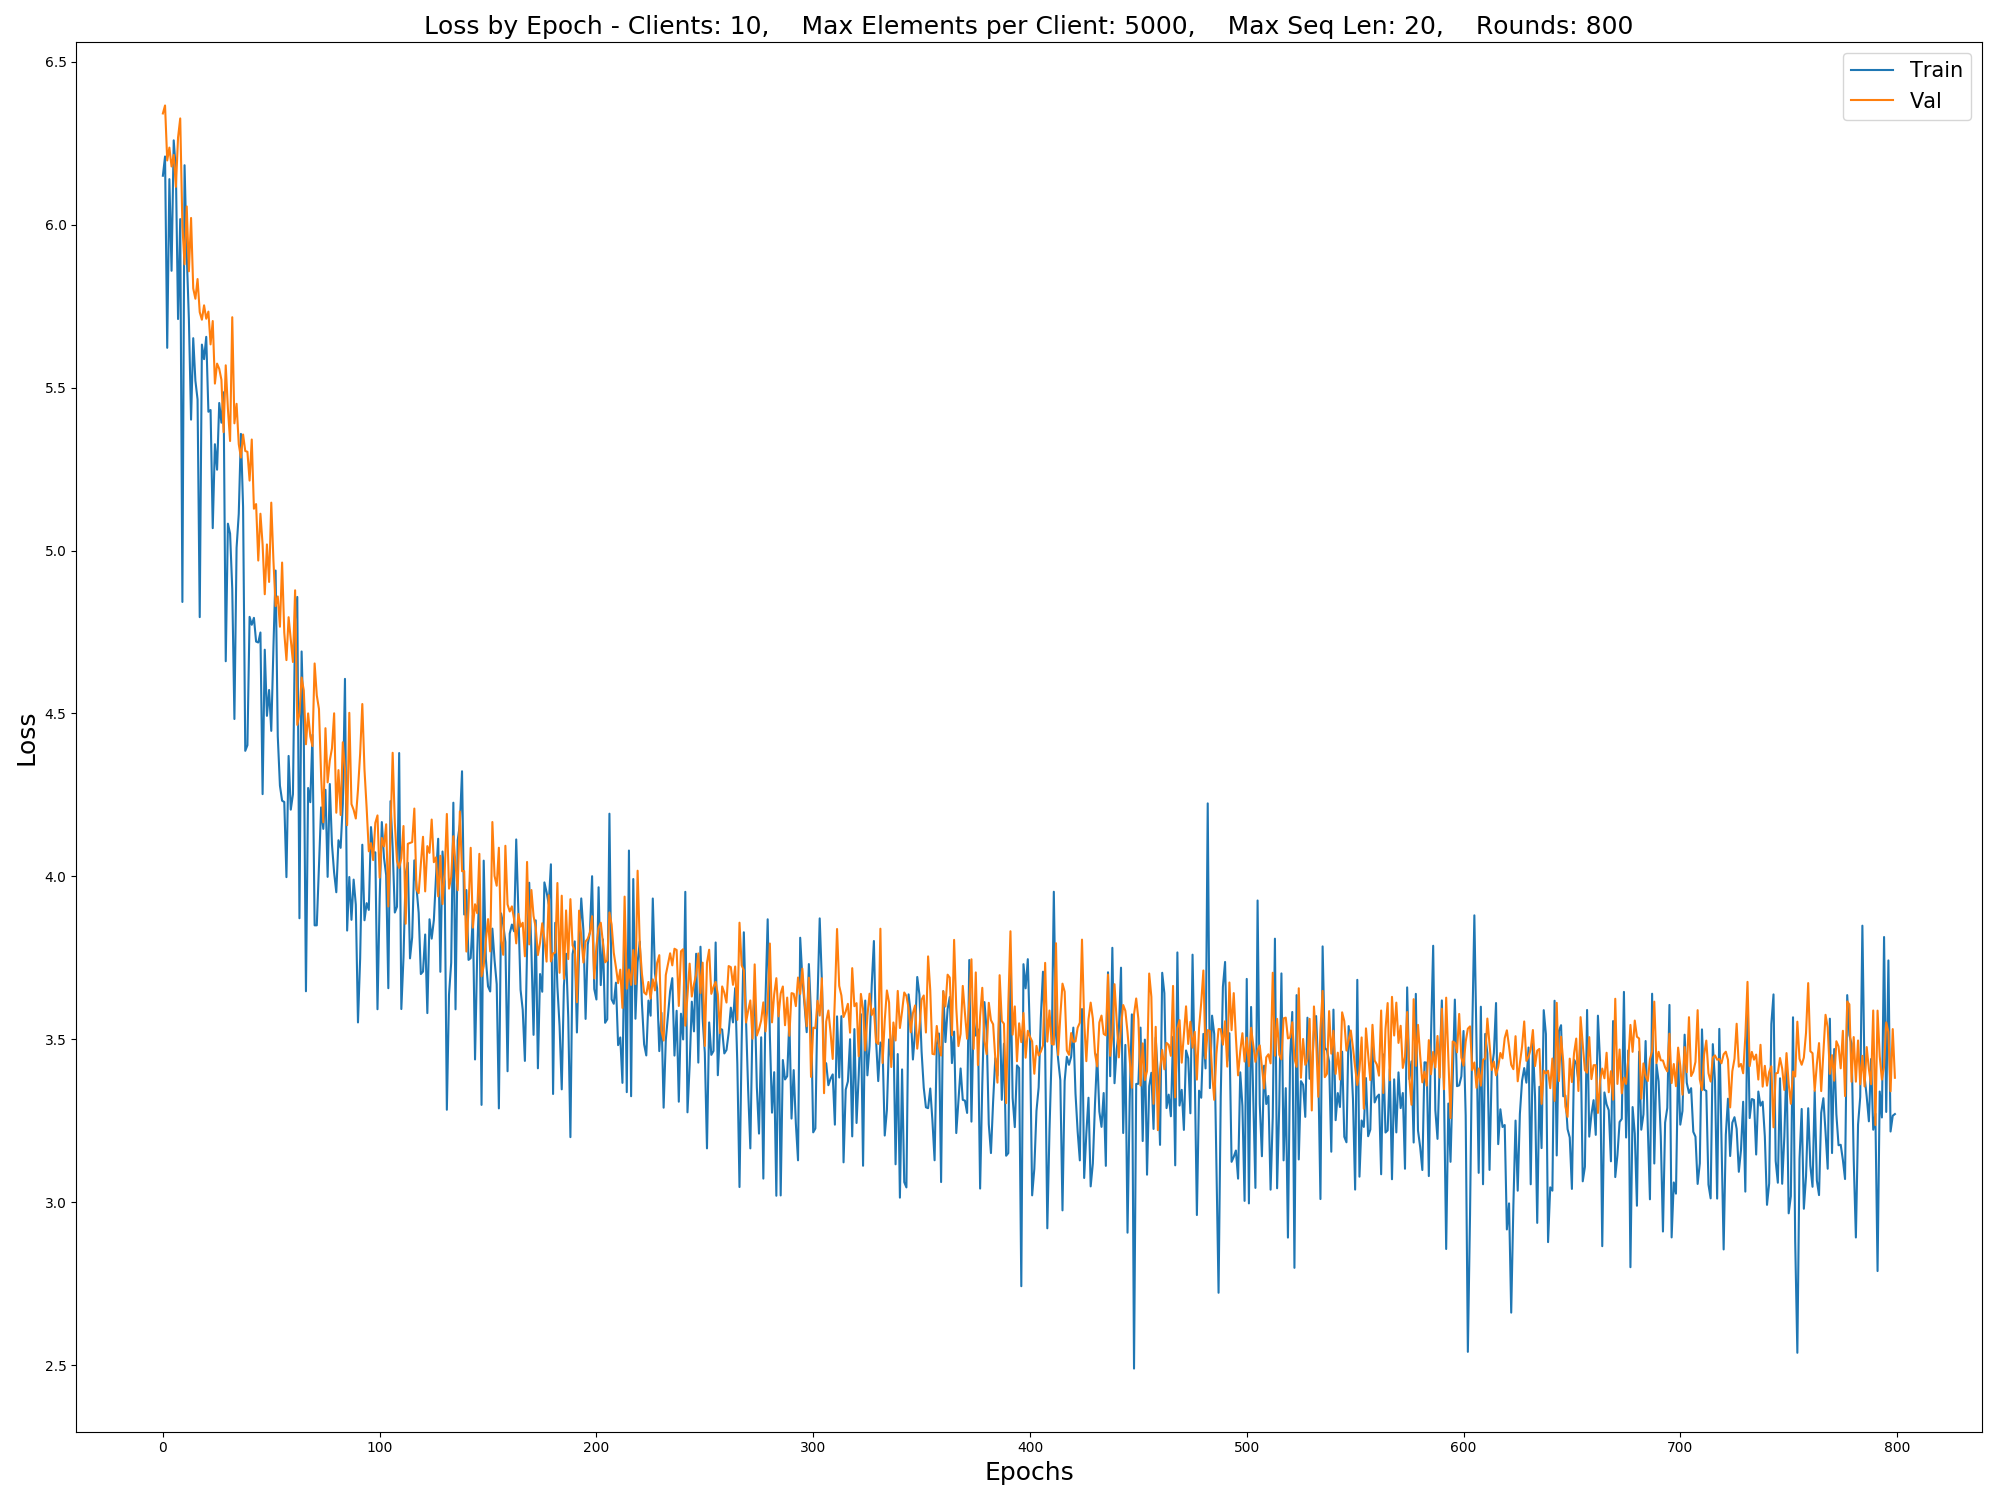 Loss by Epoch - Clients: 10,    Max Elements per Client: 5000,    Max Seq Len: 20,    Rounds: 800
Train
Val
6.5
6.0
5.5
5.0
4.5
4.0
3.5
3.0
2.5
Loss
0 100 200 300 400 500 600 700 800
Epochs